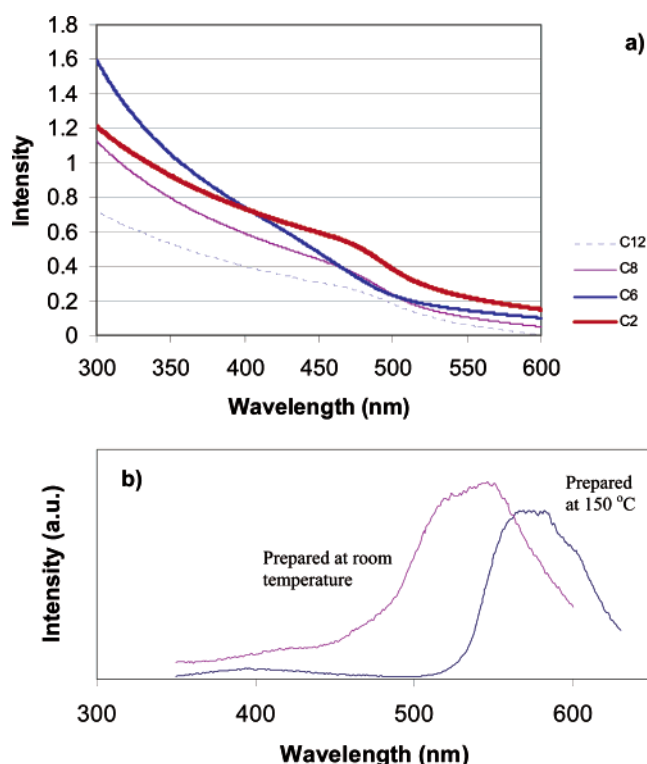 a)
1.8
1.6
1.4
1.2
1
0.8
0.6
0.4
0.2
0
Intensity
300 350 400 450 500 550 600
Wavelength (nm)
C12
C8
C6
C2
b)
Prepared
at 150 °C
Prepared at room
temperature
Intensity (a.u.)
300 400 500 600
Wavelength (nm)